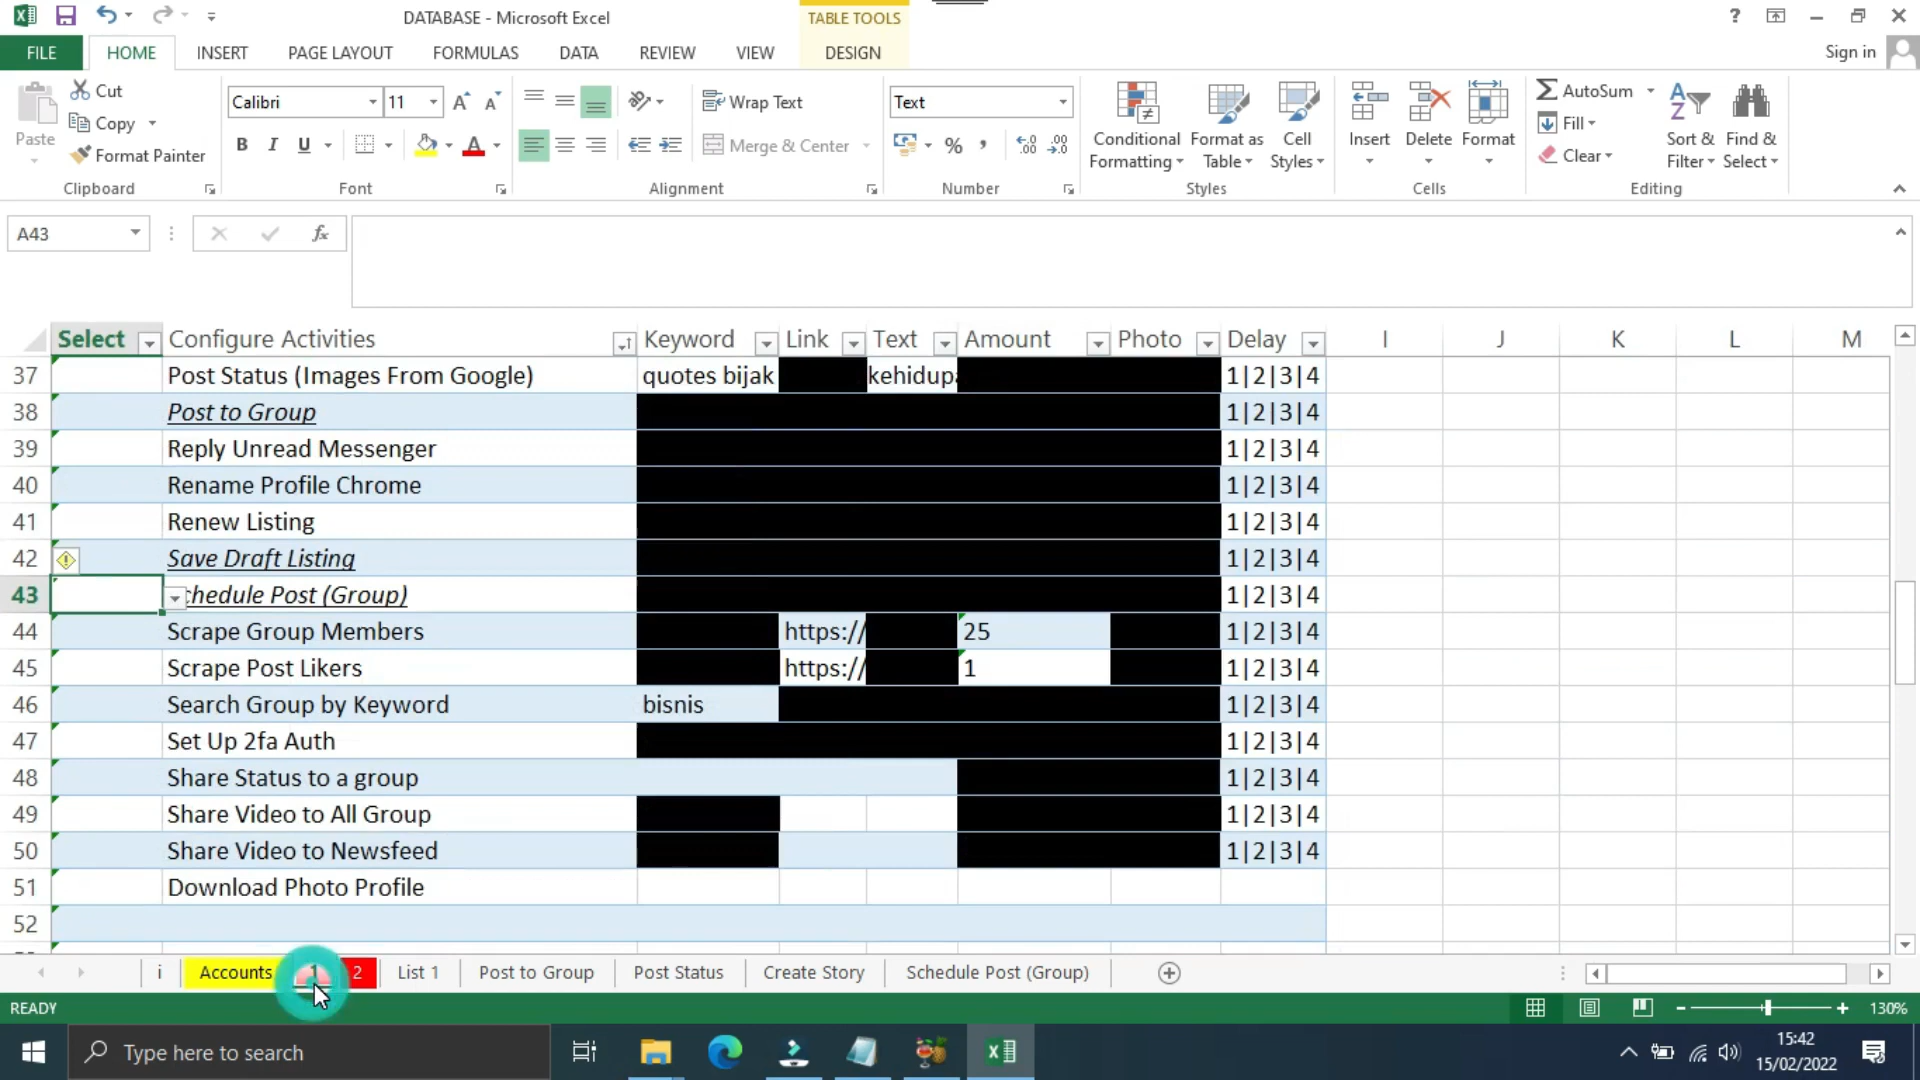 DATABASE - Microsoft Excel
TABLE TOOLS
?
FILE
HOME
INSERT
PAGE LAYOUT
FORMULAS
DATA
REVIEW
VIEW
DESIGN
Sign in
Paste
Cut
Copy
Format Painter
Clipboard
Calibri
11
B I U
Font
Wrap Text
Merge & Center
Alignment
Text
%
Number
Conditional Formatting
Format as Table
Cell Styles
Styles
Insert
Delete
Format
Cells
AutoSum
Fill
Clear
Sort & Filter
Find & Select
Editing
A43
fx
Select Configure Activities Keyword Link Text Amount Photo Delay I J K L M
37 Post Status (Images From Google) quotes bijak kehidupa 1|2|3|4
38 Post to Group 1|2|3|4
39 Reply Unread Messenger 1|2|3|4
40 Rename Profile Chrome 1|2|3|4
41 Renew Listing 1|2|3|4
42 Save Draft Listing 1|2|3|4
43 chedule Post (Group) 1|2|3|4
44 Scrape Group Members https:// 25 1|2|3|4
45 Scrape Post Likers https:// 1 1|2|3|4
46 Search Group by Keyword bisnis 1|2|3|4
47 Set Up 2fa Auth 1|2|3|4
48 Share Status to a group 1|2|3|4
49 Share Video to All Group 1|2|3|4
50 Share Video to Newsfeed 1|2|3|4
51 Download Photo Profile
52
i Accounts 1 2 List 1 Post to Group Post Status Create Story Schedule Post (Group)
READY
130%
Type here to search
15:42
15/02/2022